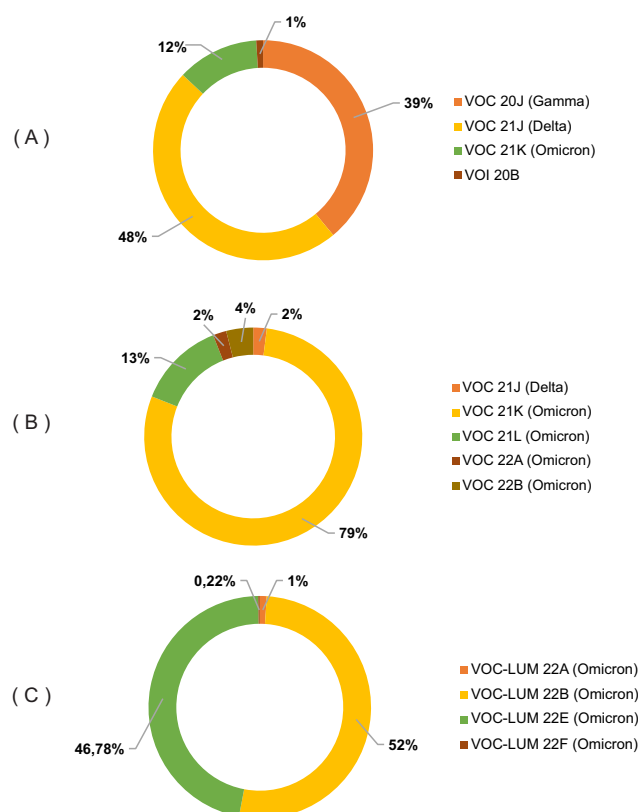 1%
12%
39%
VOC 20J (Gamma)
VOC 21J (Delta)
( A )
VOC 21K (Omicron)
VOI 20B
48%
4%
2%
2%
13%
VOC 21J (Delta)
VOC 21K (Omicron)
( B )
VOC 21L (Omicron)
VOC 22A (Omicron)
VOC 22B (Omicron)
79%
0,22%
1%
VOC-LUM 22A (Omicron)
( C )
VOC-LUM 22B (Omicron)
VOC-LUM 22E (Omicron)
VOC-LUM 22F (Omicron)
46,78%
52%